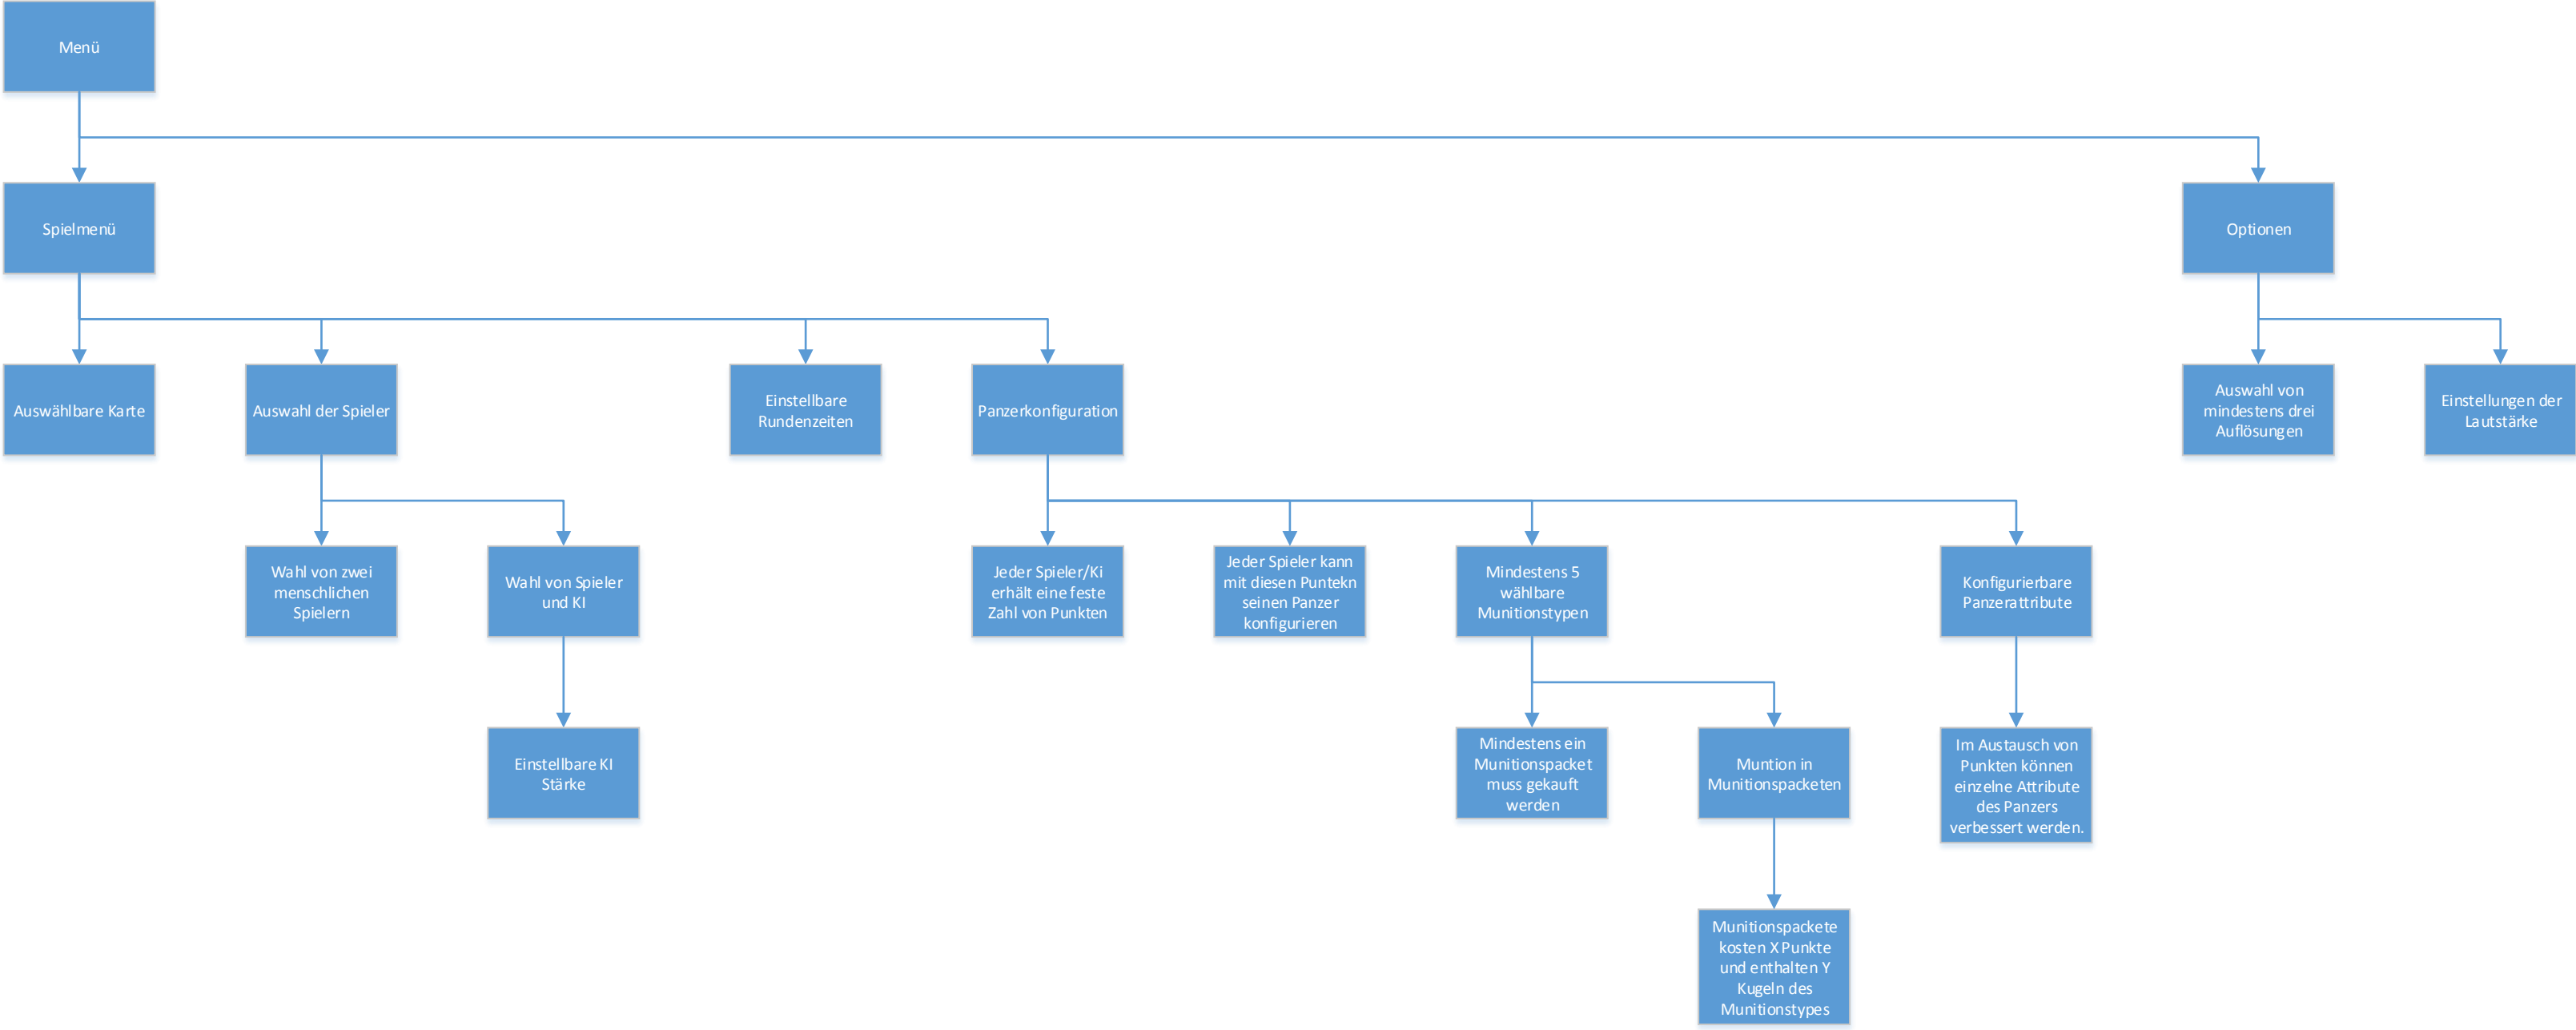 Menü
Spielmenü
Optionen
Auswählbare Karte
Auswahl der Spieler
Einstellbare
Rundenzeiten
Panzerkonfiguration
Auswahl von
mindestens drei
Auflösungen
Einstellungen der
Lautstärke
Wahl von zwei
menschlichen
Spielern
Wahl von Spieler
und KI
Jeder Spieler/Ki
erhält eine feste
Zahl von Punkten
Jeder Spieler kann
mit diesen Puntekn
seinen Panzer
konfigurieren
Mindestens 5
wählbare
Munitionstypen
Konfigurierbare
Panzerattribute
Einstellbare KI
Stärke
Mindestens ein
Munitionspacket
muss gekauft
werden
Muntion in
Munitionspacketen
Im Austausch von
Punkten können
einzelne Attribute
des Panzers
verbessert werden.
Munitionspackete
kosten X Punkte
und enthalten Y
Kugeln des
Munitionstypes